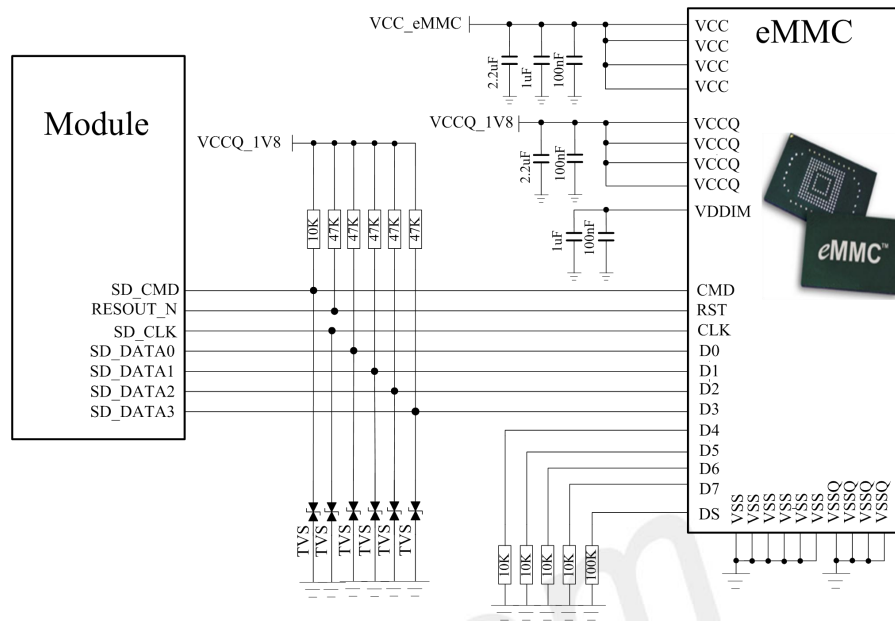 VCC_eMMC
VCC
VCC
VCC
VCC
eMMC
2.2uF
1uF
100nF
Module
VCCQ_1V8
VCCQ_1V8
VCCQ
VCCQ
VCCQ
VCCQ
2.2uF
100nF
VDDIM
1uF
100nF
eMMC™
10K
47K
47K
47K
47K
47K
SD_CMD
RESOUT_N
SD_CLK
SD_DATA0
SD_DATA1
SD_DATA2
SD_DATA3
CMD
RST
CLK
D0
D1
D2
D3
D4
D5
D6
D7
DS
VSS
VSS
VSS
VSS
VSS
VSS
VSSQ
VSSQ
VSSQ
VSSQ
TVS
TVS
TVS
TVS
TVS
TVS
10K
10K
10K
10K
100K